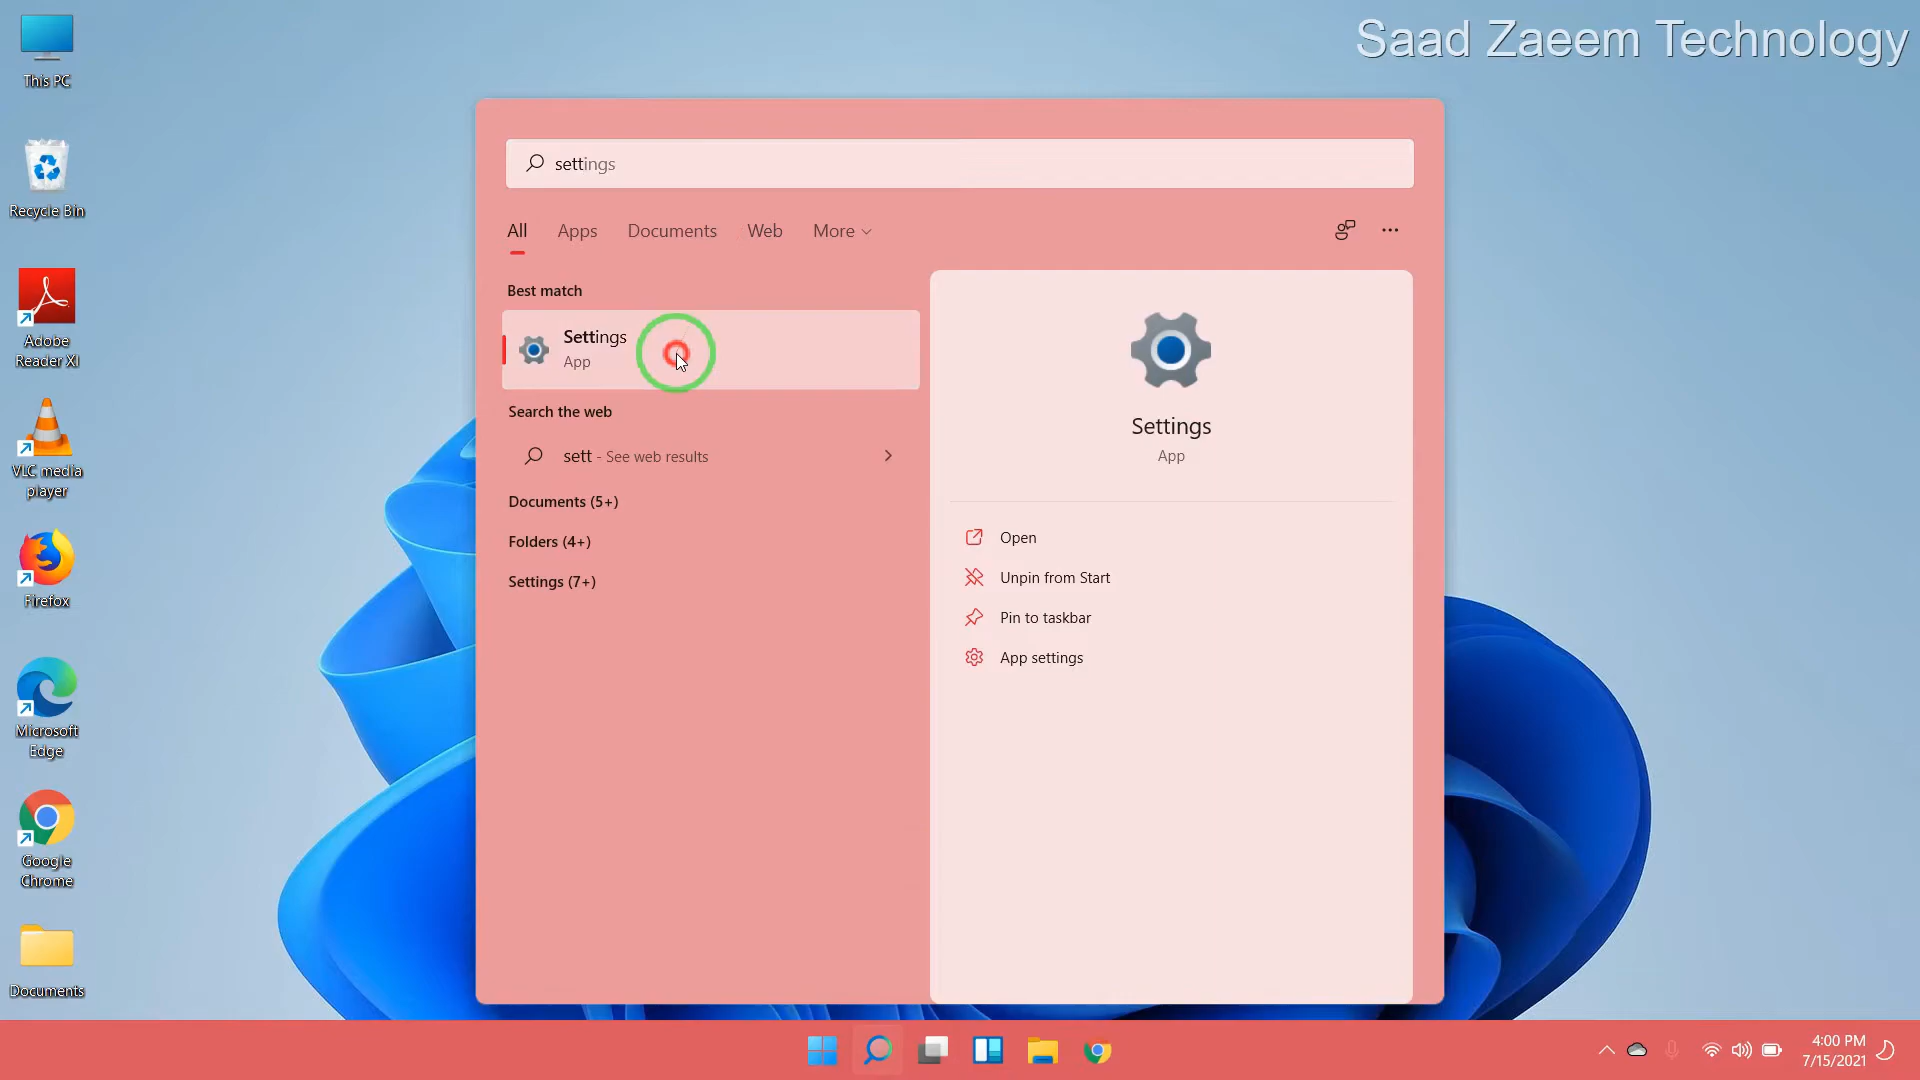 Saad Zaeem Technology
This PC
Recycle Bin
Adobe
Reader XI
VLC media
player
Firefox
Microsoft
Edge
Google
Chrome
Documents
settings
All
Apps
Documents
Web
More
Best match
Settings
App
Search the web
sett - See web results
Documents (5+)
Folders (4+)
Settings (7+)
Settings
App
Open
Unpin from Start
Pin to taskbar
App settings
4:00 PM
7/15/2021